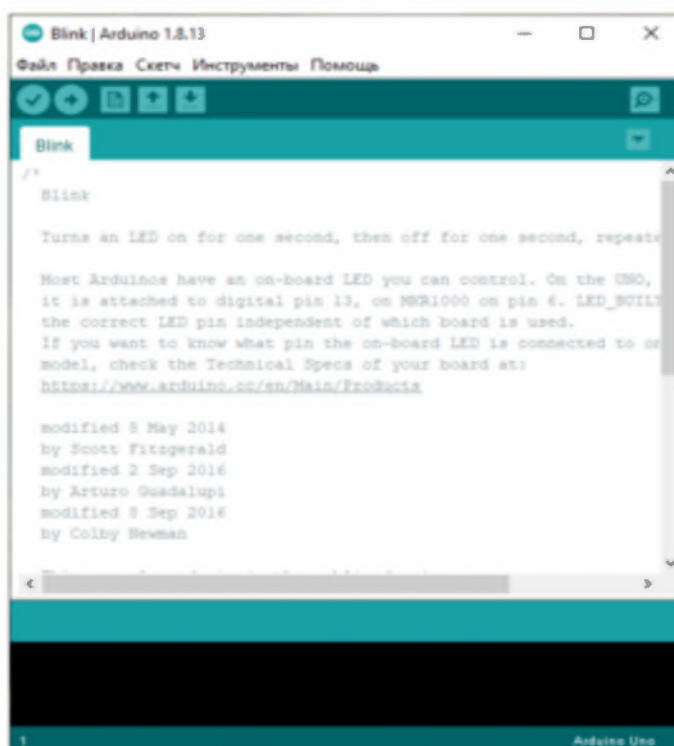 Blink | Arduino 1.8.13
Файл Правка Скетч Инструменты Помощь
Blink
/*
Blink
Turns an LED on for one second, then off for one second, repeate
Most Arduinos have an on-board LED you can control. On the UNO,
it is attached to digital pin 13, on MKR1000 on pin 6. LED_BUILT
the correct LED pin independent of which board is used.
If you want to know what pin the on-board LED is connected to or
model, check the Technical Specs of your board at:
https://www.arduino.cc/en/Main/Products
modified 8 May 2014
by Scott Fitzgerald
modified 2 Sep 2016
by Arturo Guadalupi
modified 8 Sep 2016
by Colby Newman
1
Arduino Uno